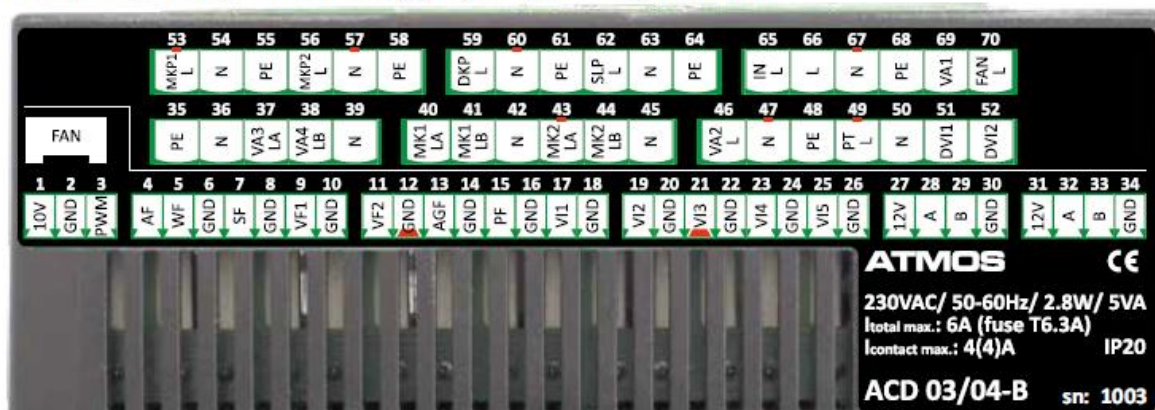 53 54 55 56 57 58 59 60 61 62 63 64 65 66 67 68 69 70
MKP1 L N PE MKP2 L N PE DKP L N PE SLP L N PE IN L L N PE VA1 FAN L
35 36 37 38 39 40 41 42 43 44 45 46 47 48 49 50 51 52
PE N VA3 LA VA4 LB N MK1 LA MK1 LB N MK2 LA MK2 LB N VA2 L N PE PT L N DVI1 DVI2
FAN
1 2 3 4 5 6 7 8 9 10 11 12 13 14 15 16 17 18 19 20 21 22 23 24 25 26 27 28 29 30 31 32 33 34
10V GND PWM AF WF GND SF GND VF1 GND VF2 GND AGF GND PF GND VI1 GND VI2 GND VI3 GND VI4 GND VI5 GND 12V A B GND 12V A B GND
ATMOS CE
230VAC/ 50-60Hz/ 2.8W/ 5VA
Itotal max.: 6A (fuse T6.3A)
Icontact max.: 4(4)A IP20
ACD 03/04-B sn: 1003